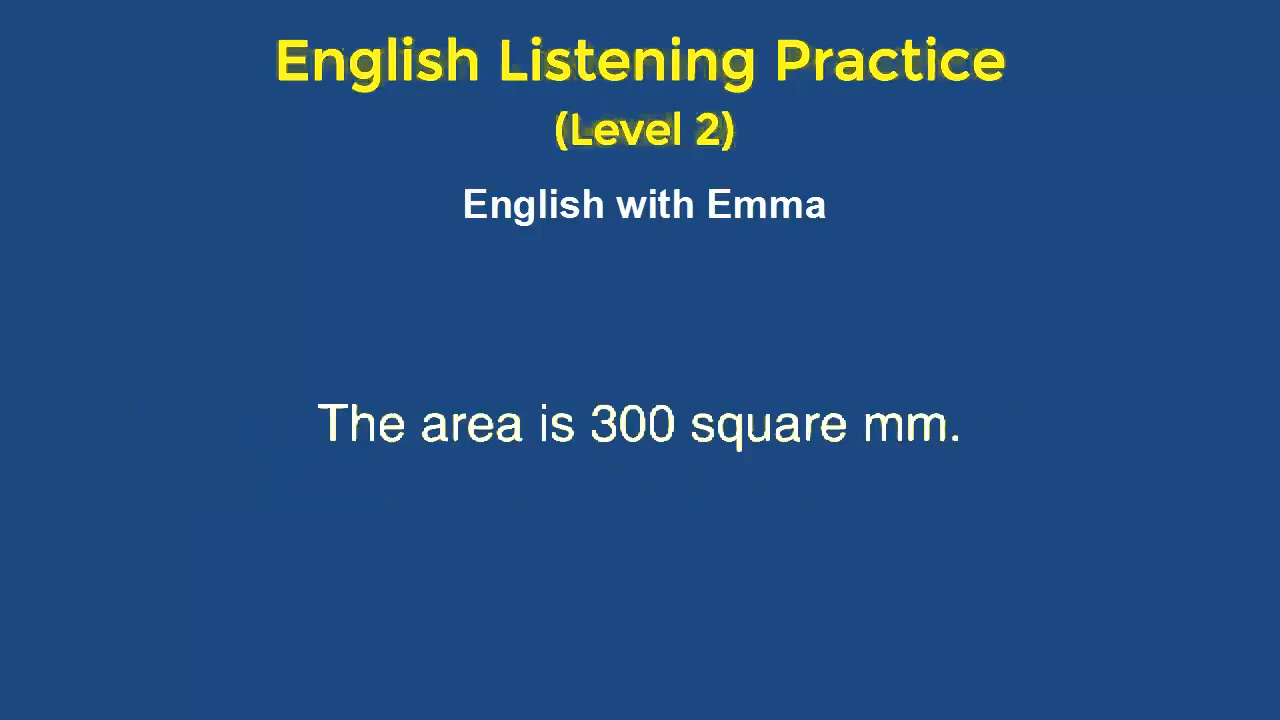 English Listening Practice
(Level 2)
English with Emma
The area is 300 square mm.